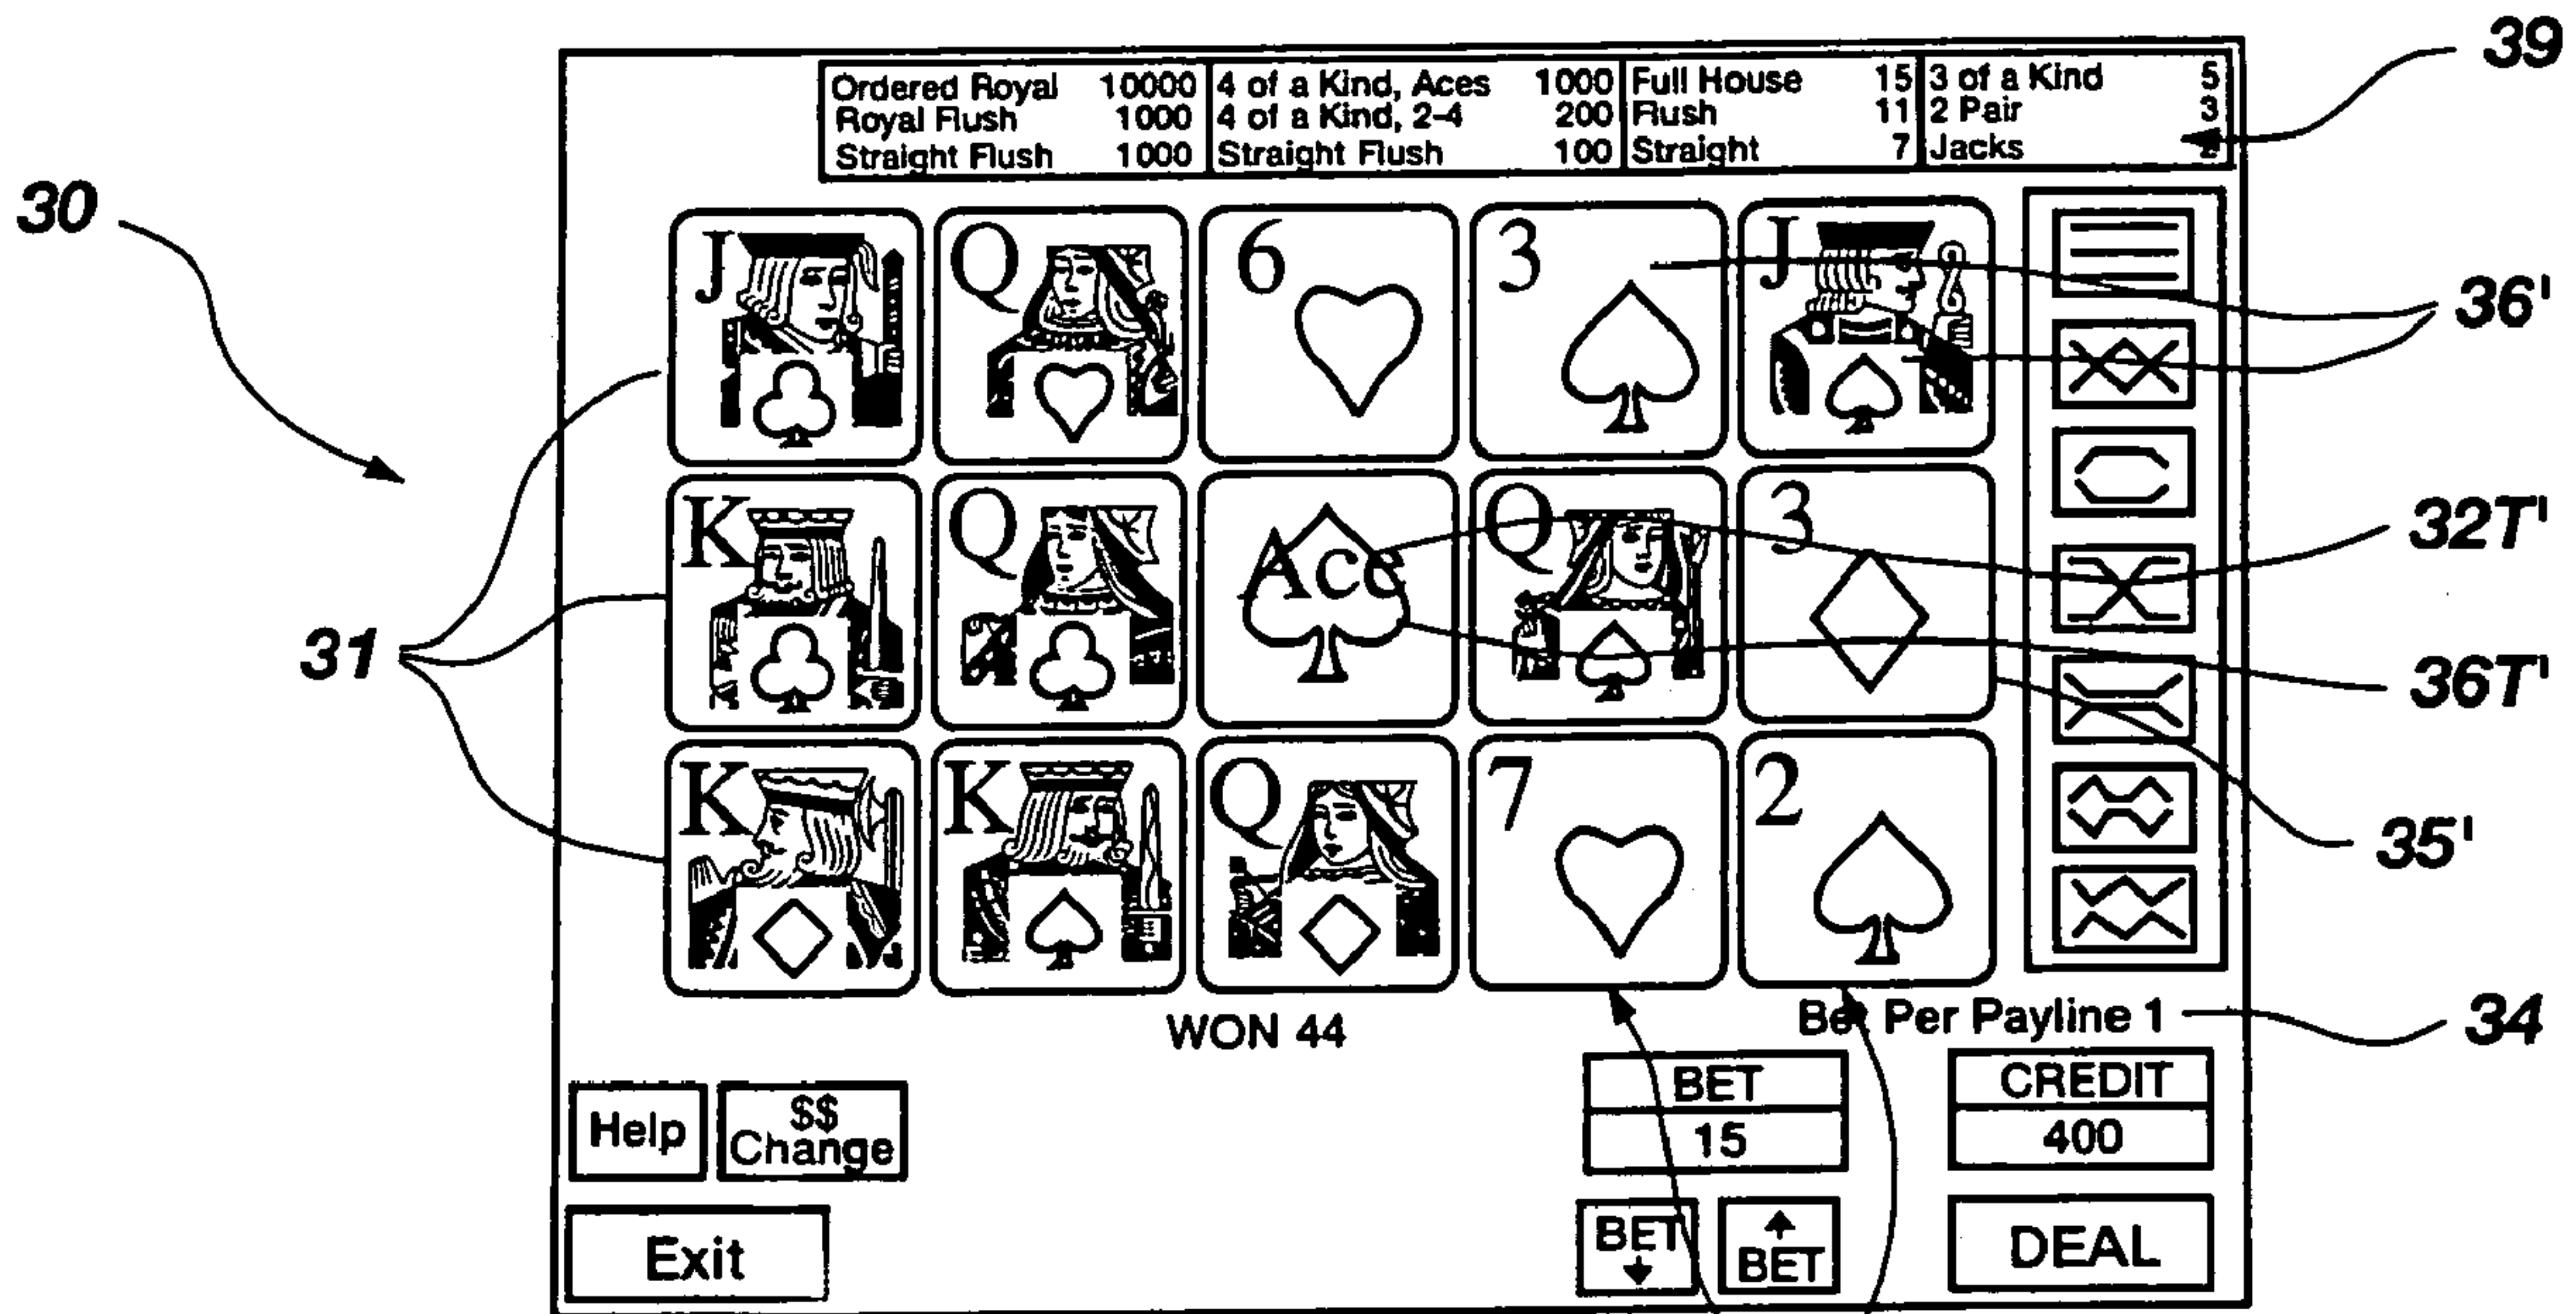 39
Ordered Royal 10000 4 of a Kind, Aces 1000 Full House 15 3 of a Kind 5
Royal Flush 1000 4 of a Kind, 2-4 200 Flush 11 2 Pair 3
Straight Flush 1000 Straight Flush 100 Straight 7 Jacks
30
J Q 6 3 J
36'
K Q Ace Q 3
32T'
31
36T'
K K Q 7 2
35'
WON 44
Bet Per Payline 1
34
BET CREDIT
15 400
Help
$$
Change
Exit
BET
BET
DEAL